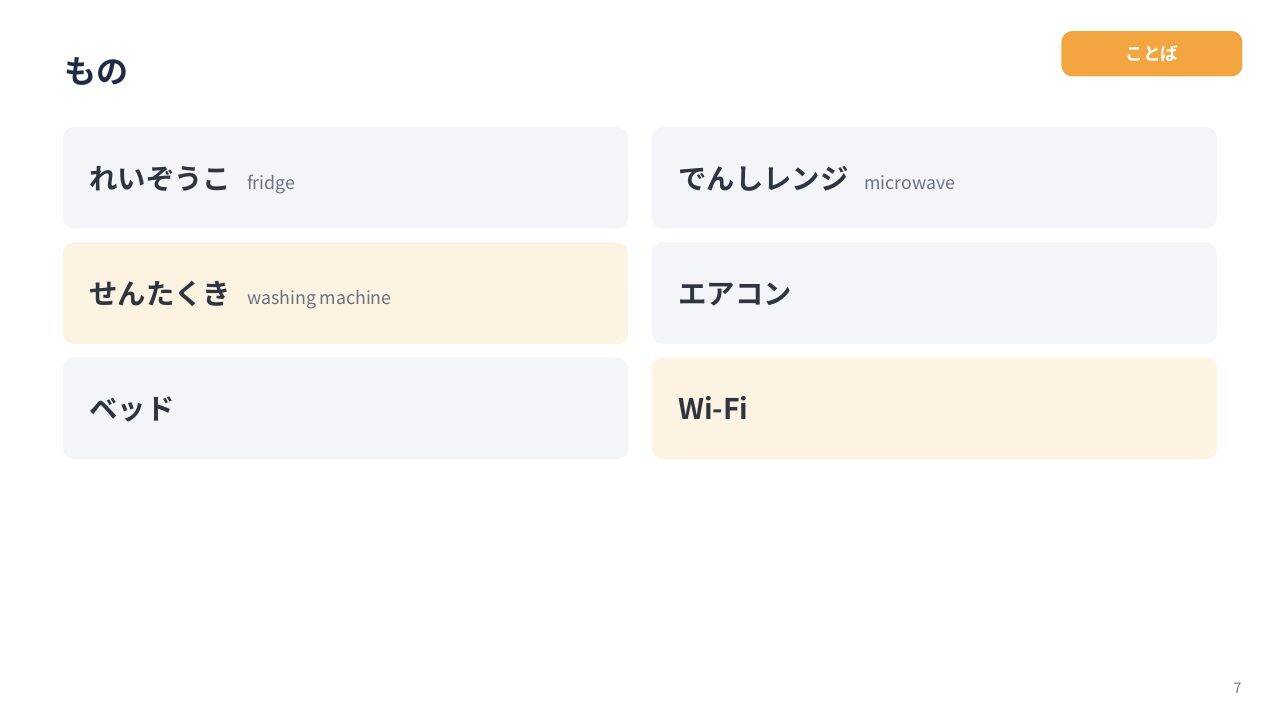 もの
ことば
れいぞうこ fridge
でんしレンジ microwave
せんたくき washing machine
エアコン
ベッド
Wi-Fi
7